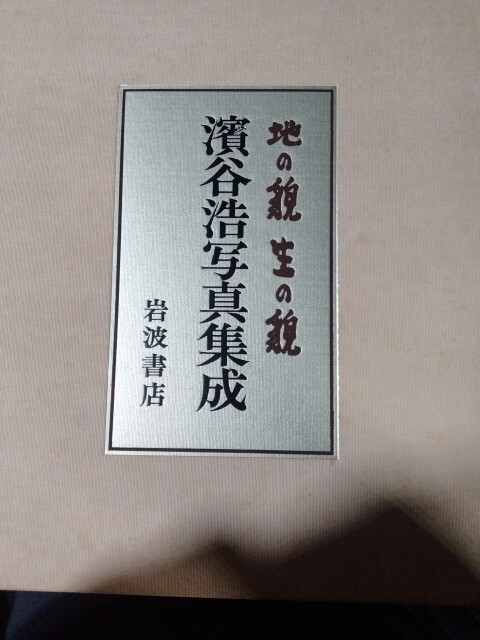 地の貌 生の貌
濱谷浩写真集成
岩波書店